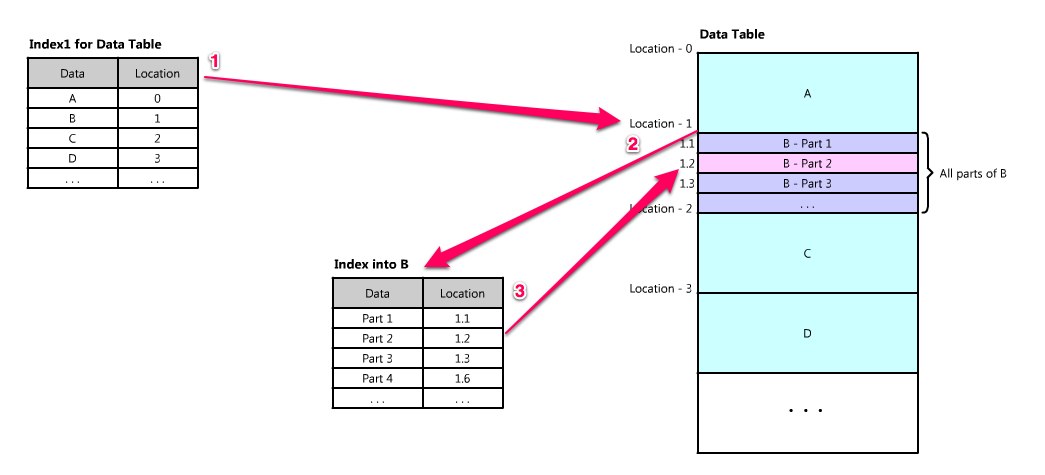 Index1 for Data Table
Data Location
A 0
B 1
C 2
D 3
... ...
1
Data Table
Location - 0
A
Location - 1
2
1.1 B - Part 1
1.2 B - Part 2
1.3 B - Part 3
...
All parts of B
Location - 2
C
Location - 3
D
...
Index into B
Data Location
Part 1 1.1
Part 2 1.2
Part 3 1.3
Part 4 1.6
... ...
3